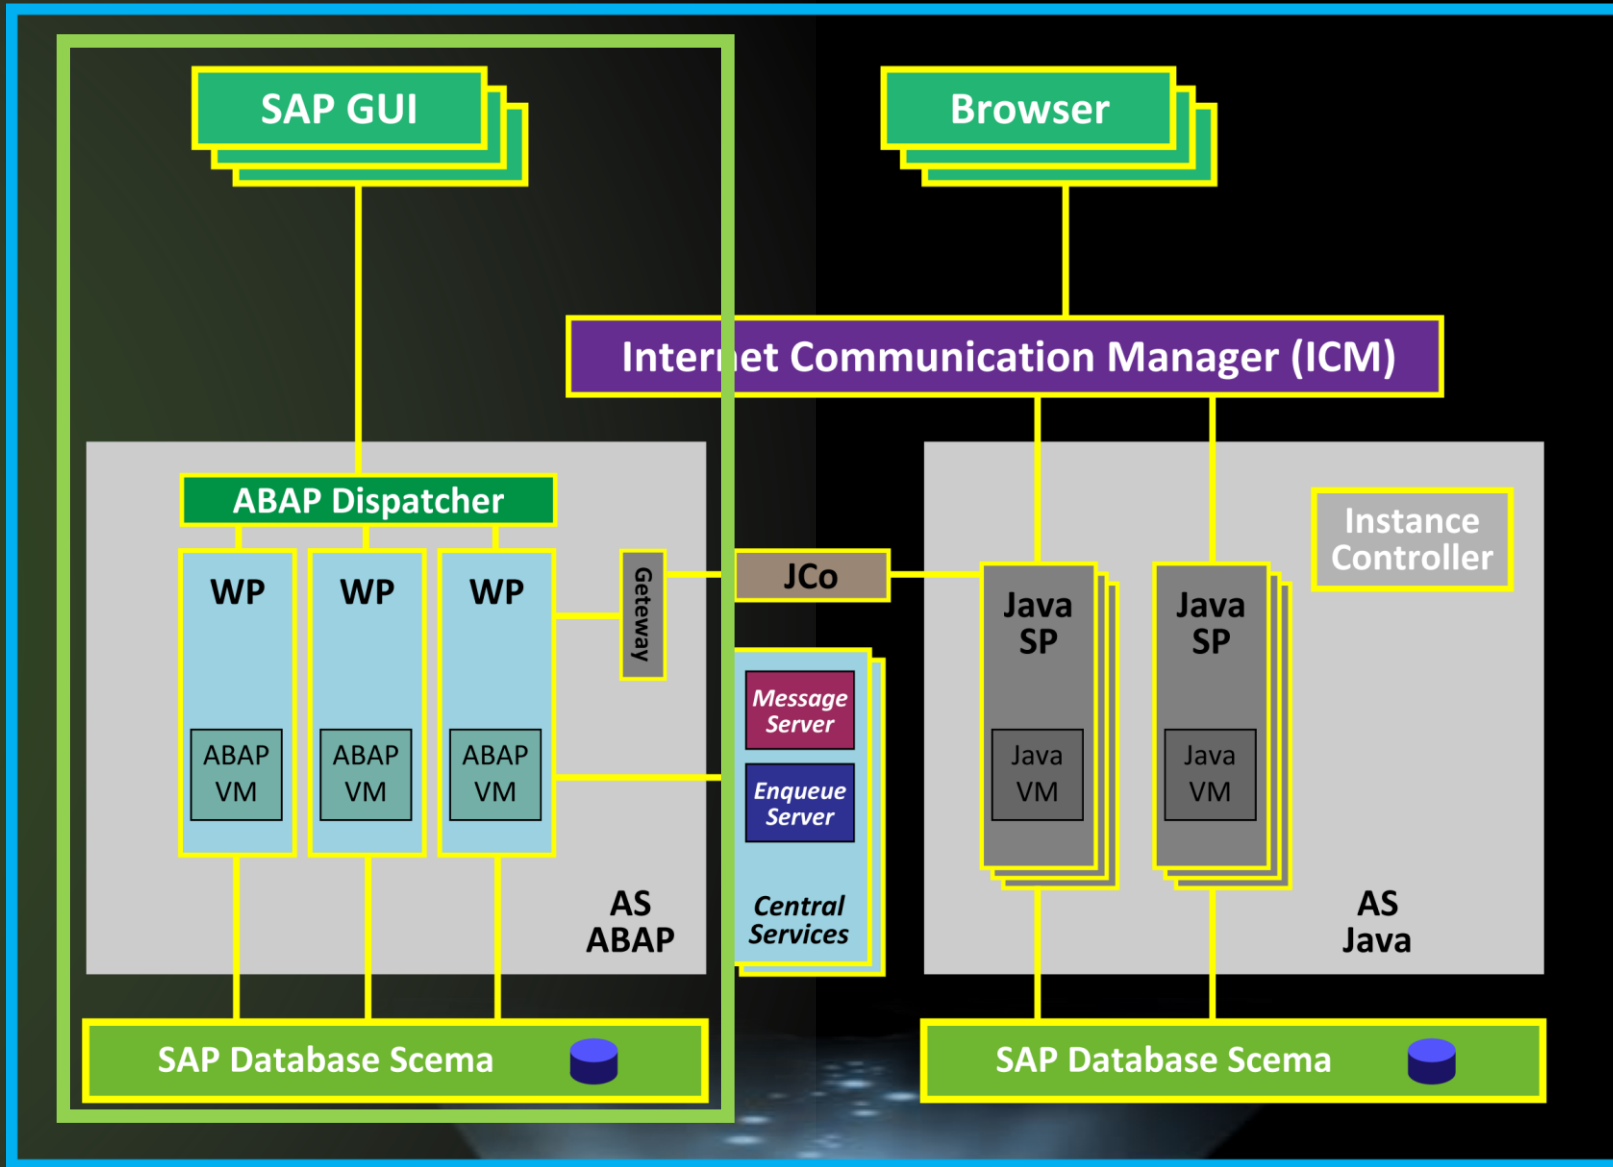 SAP GUI
Browser
Internet Communication Manager (ICM)
ABAP Dispatcher
WP
WP
WP
ABAP
VM
ABAP
VM
ABAP
VM
Geteway
AS
ABAP
JCo
Message
Server
Enqueue
Server
Central
Services
Java
SP
Java
SP
Java
VM
Java
VM
Instance
Controller
AS
Java
SAP Database Scema
SAP Database Scema